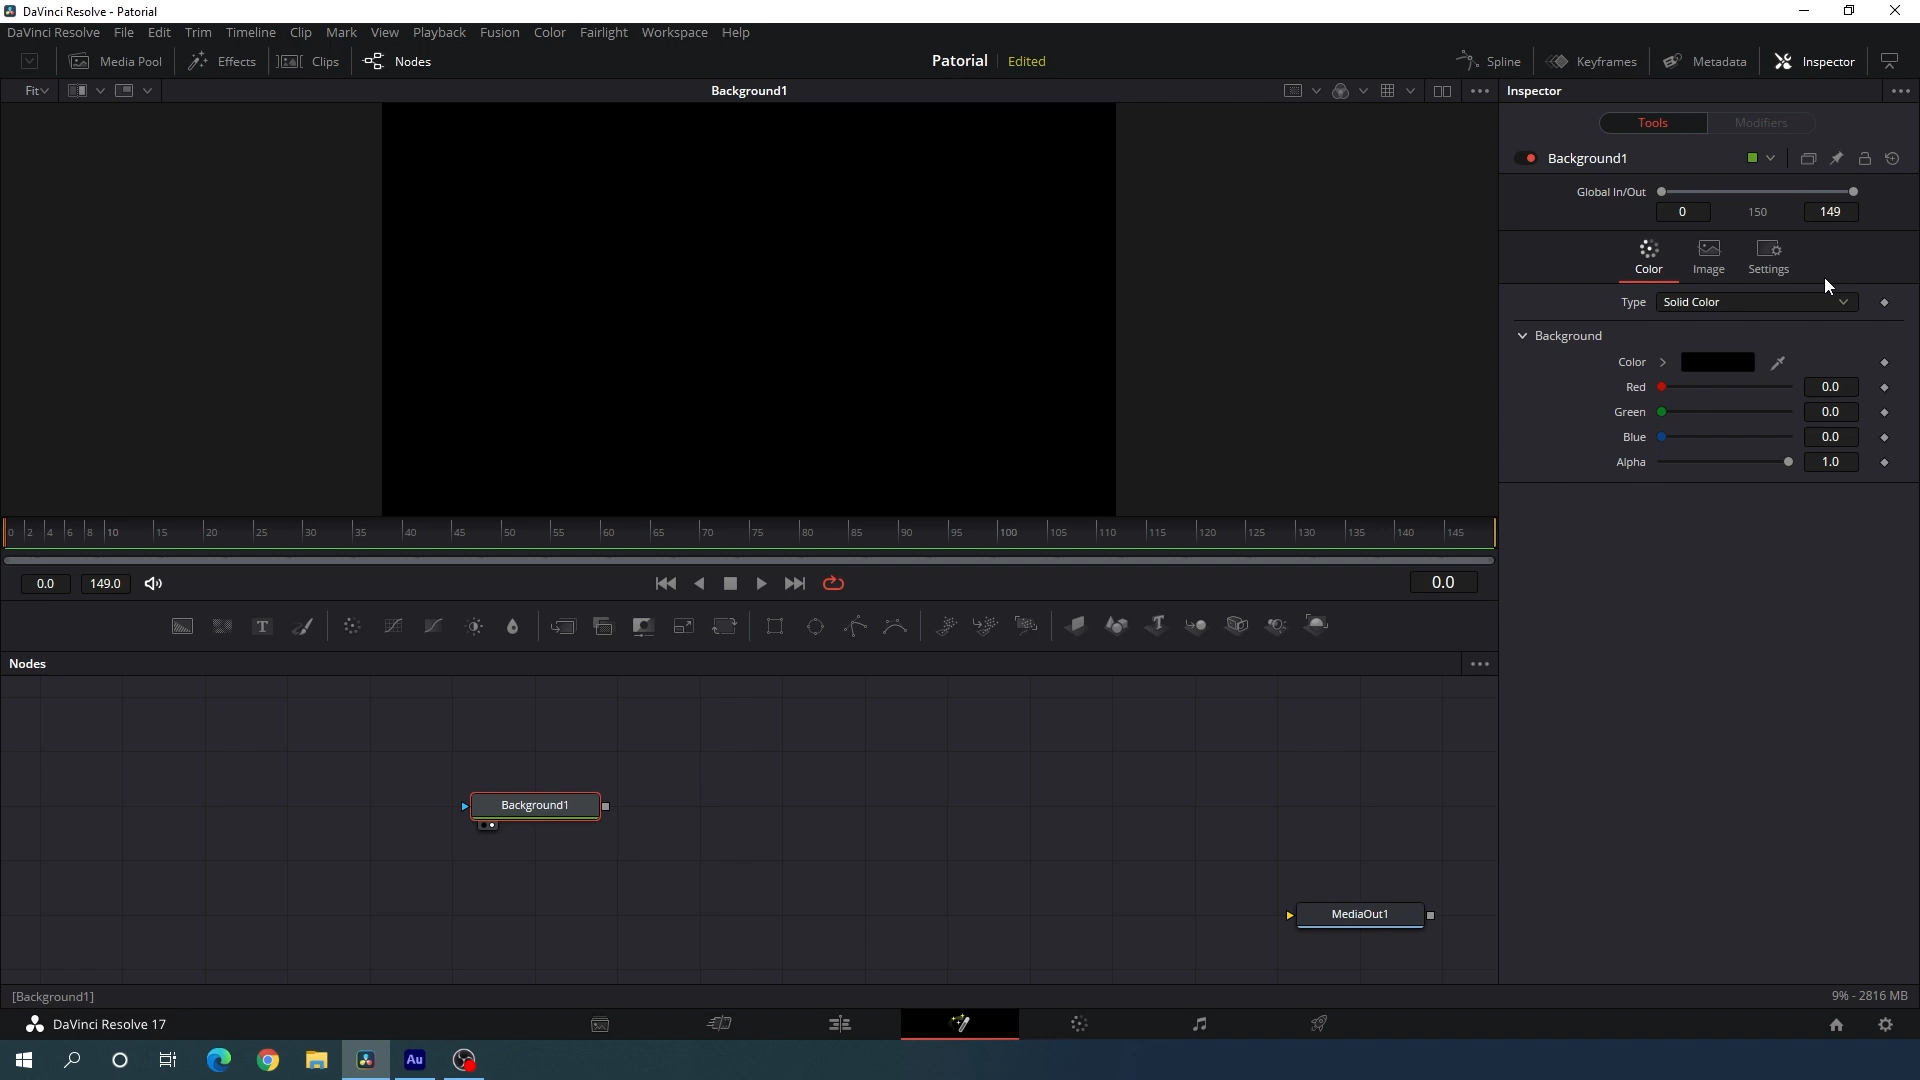 DaVinci Resolve - Patorial
DaVinci Resolve File Edit Trim Timeline Clip Mark View Playback Fusion Color Fairlight Workspace Help
Media Pool Effects Clips Nodes Patorial Edited Spline Keyframes Metadata Inspector
Fit Background1 Inspector
Tools Modifiers
Background1
Global In/Out
0 150 149
Color Image Settings
Type Solid Color
Background
Color
Red 0.0
Green 0.0
Blue 0.0
Alpha 1.0
0 2 4 6 8 10 15 20 25 30 35 40 45 50 55 60 65 70 75 80 85 90 95 100 105 110 115 120 125 130 135 140 145
0.0 149.0 0.0
T T
Nodes
Background1
MediaOut1
[Background1] 9% - 2816 MB
DaVinci Resolve 17
Au